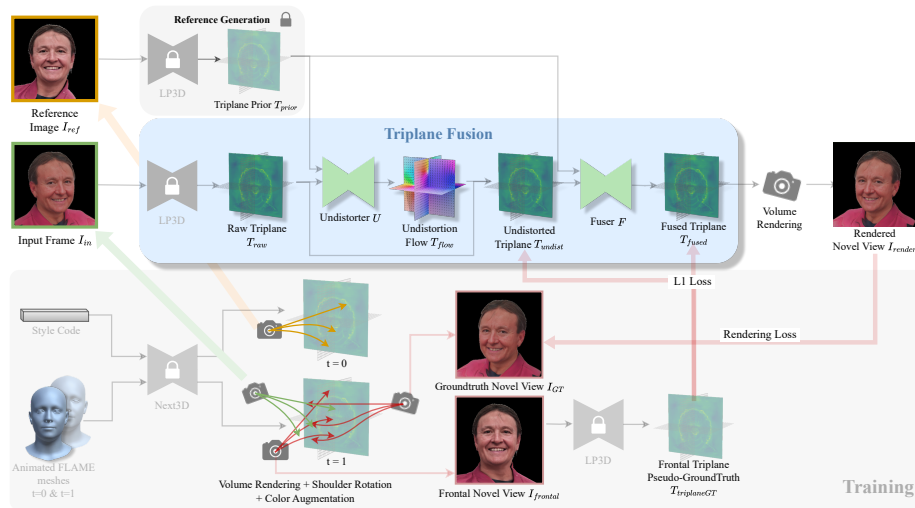 Reference Generation
LP3D
Triplane Prior T_prior
Reference
Image I_ref
Triplane Fusion
LP3D
Raw Triplane
T_raw
Undistorter U
Undistortion
Flow T_flow
Undistorted
Triplane T_undist
Fuser F
Fused Triplane
T_fused
Volume
Rendering
Rendered
Novel View I_render
Input Frame I_in
L1 Loss
Rendering Loss
Style Code
Next3D
t = 0
Groundtruth Novel View I_GT
Animated FLAME
meshes
t=0 & t=1
t = 1
Volume Rendering + Shoulder Rotation
+ Color Augmentation
Frontal Novel View I_frontal
LP3D
Frontal Triplane
Pseudo-GroundTruth
T_triplaneGT
Training